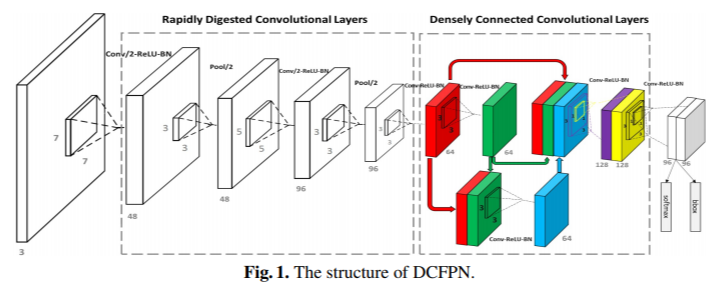 Rapidly Digested Convolutional Layers
Densely Connected Convolutional Layers
Conv/2-ReLU-BN
Pool/2
Conv/2-ReLU-BN
Pool/2
Conv-ReLU-BN
Conv-ReLU-BN
Conv-ReLU-BN
Conv-ReLU-BN
7
7
3
3
5
5
3
3
3
3
3
48
48
96
96
64
64
128
128
96
96
3
3
Conv-ReLU-BN
64
softmax
bbox
Fig. 1. The structure of DCFPN.